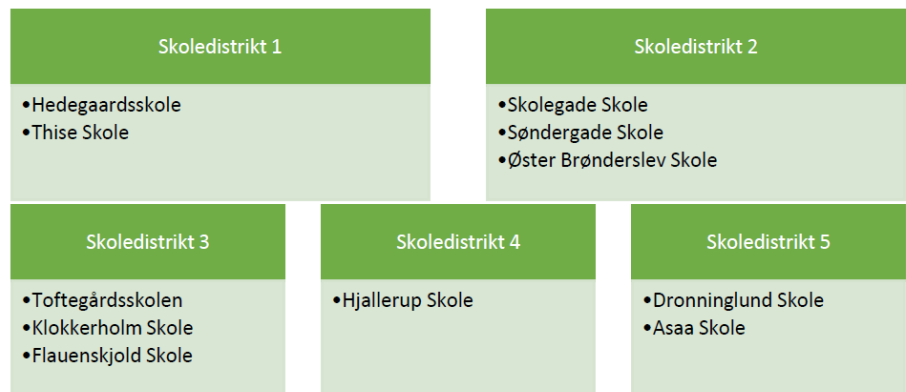 Skoledistrikt 1
•Hedegaardsskole
•Thise Skole
Skoledistrikt 2
•Skolegade Skole
•Søndergade Skole
•Øster Brønderslev Skole
Skoledistrikt 3
•Toftegårdsskolen
•Klokkerholm Skole
•Flauenskjold Skole
Skoledistrikt 4
•Hjallerup Skole
Skoledistrikt 5
•Dronninglund Skole
•Asaa Skole